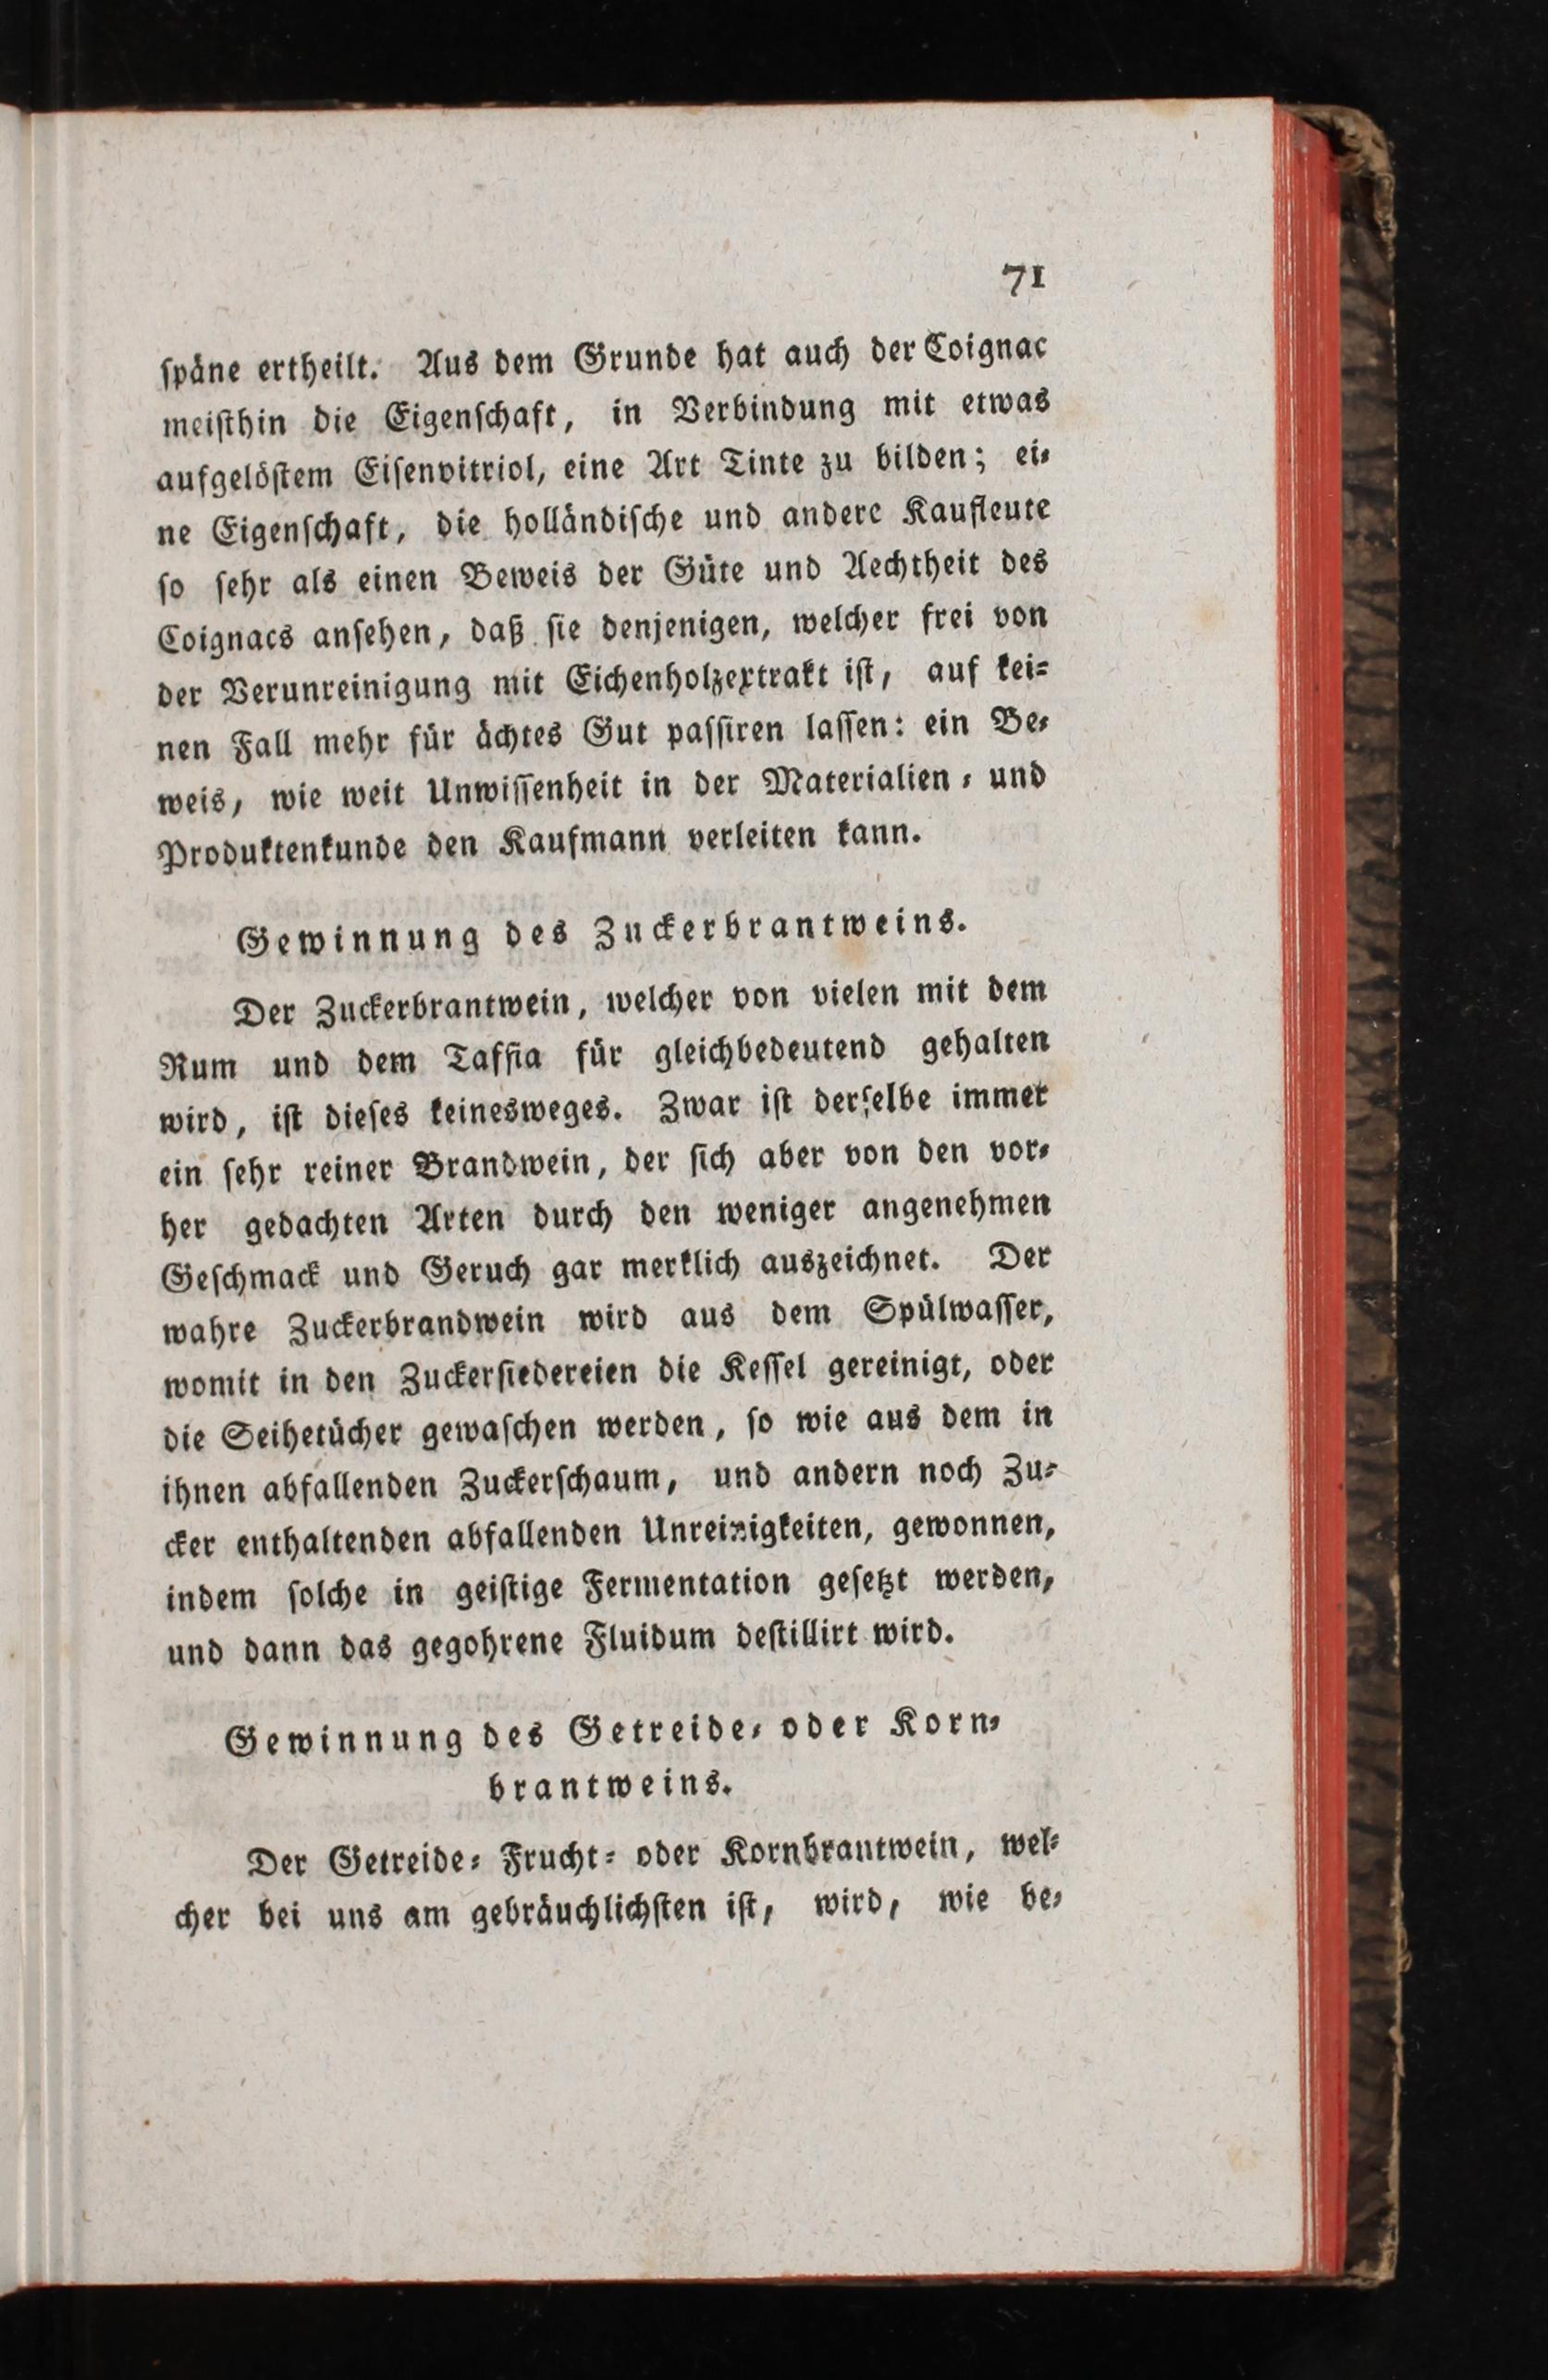 71
ſpäne ertheilt. Aus dem Grunde hat auch der Coignac
meiſthin die Eigenſchaft, in Verbindung mit etwas
aufgelöſtem Eiſenvitriol, eine Art Tinte zu bilden; ei⸗
ne Eigenſchaft, die holländiſche und andere Kaufleute
ſo ſehr als einen Beweis der Güte und Aechtheit des
Coignacs anſehen, daß ſie denjenigen, welcher frei von
der Verunreinigung mit Eichenholzextrakt iſt, auf kei⸗
nen Fall mehr für ächtes Gut paſſiren laſſen: ein Be⸗
weis, wie weit Unwiſſenheit in der Materialien⸗ und
Produktenkunde den Kaufmann verleiten kann.
Gewinnung des Zuckerbrantweins.
Der Zuckerbrantwein, welcher von vielen mit dem
Rum und dem Taffia für gleichbedeutend gehalten
wird, iſt dieſes keinesweges. Zwar iſt derſelbe immer
ein ſehr reiner Brandwein, der ſich aber von den vor⸗
her gedachten Arten durch den weniger angenehmen
Geſchmack und Geruch gar merklich auszeichnet. Der
wahre Zuckerbrandwein wird aus dem Spülwaſſer,
womit in den Zuckerſiedereien die Keſſel gereinigt, oder
die Seihetücher gewaſchen werden, ſo wie aus dem in
ihnen abfallenden Zuckerſchaum, und andern noch Zu⸗
cker enthaltenden abfallenden Unreinigkeiten, gewonnen,
indem ſolche in geiſtige Fermentation geſetzt werden,
und dann das gegohrene Fluidum deſtillirt wird.
Gewinnung des Getreide⸗ oder Korn⸗
brantweins.
Der Getreide⸗ Frucht⸗ oder Kornbrantwein, wel⸗
cher bei uns am gebräuchlichſten iſt, wird, wie be⸗